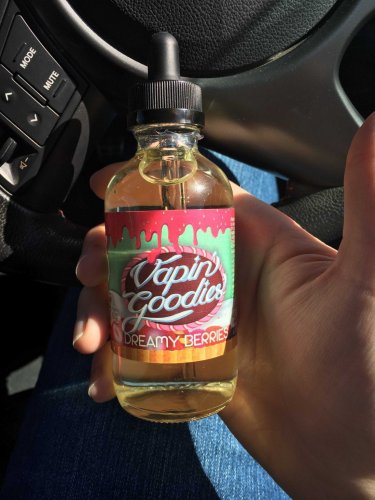 MODE
MUTE
Vapin'
Goodies
DREAMY BERRIES